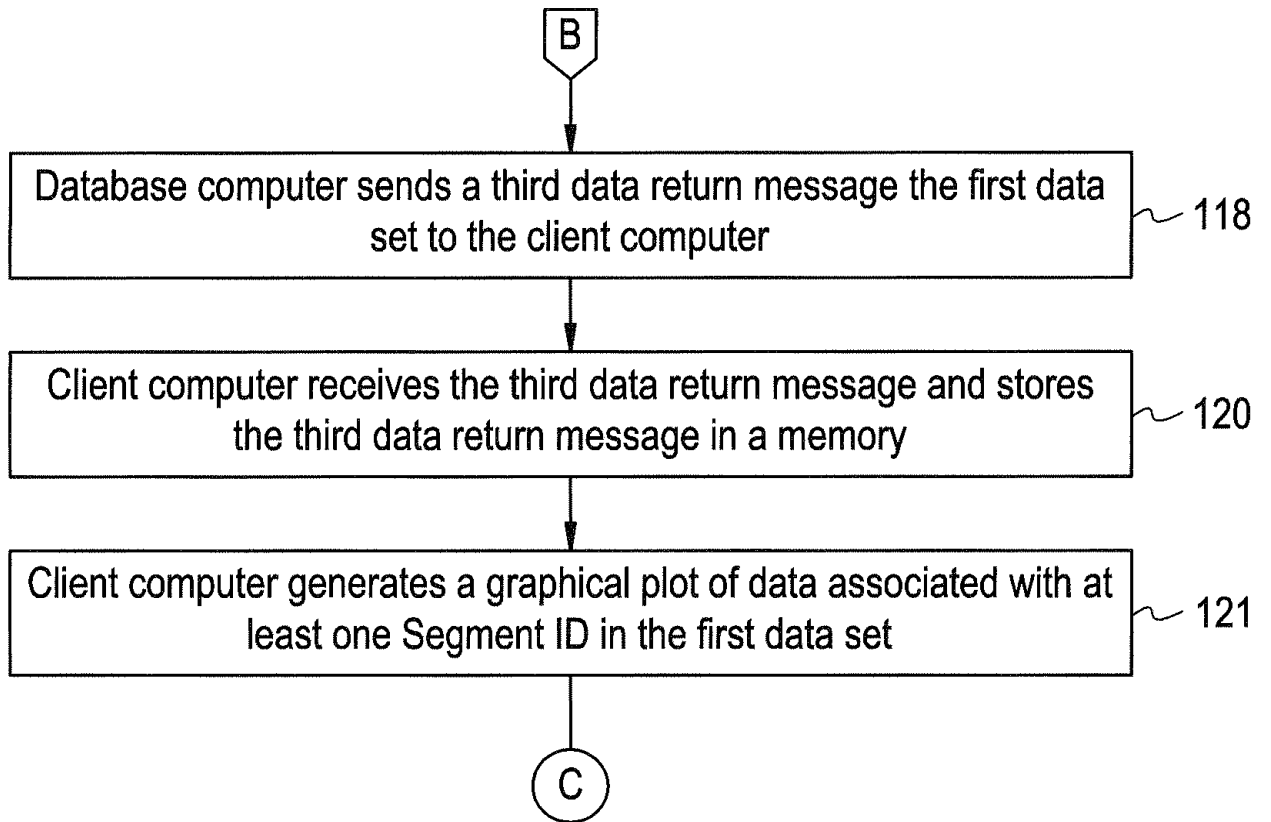 B
Database computer sends a third data return message the first data
set to the client computer
118
Client computer receives the third data return message and stores
the third data return message in a memory
120
Client computer generates a graphical plot of data associated with at
least one Segment ID in the first data set
121
C